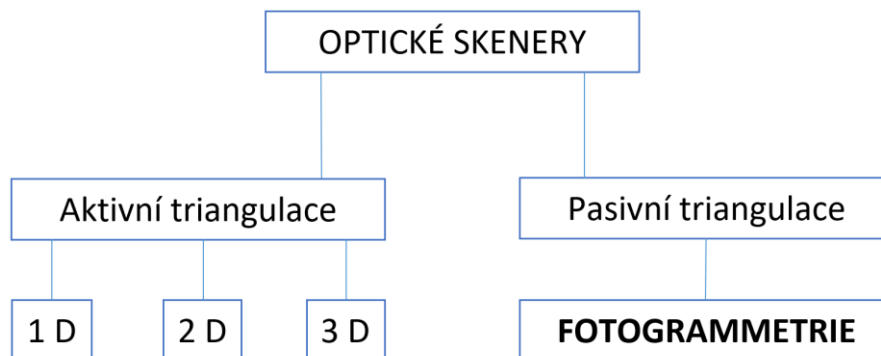 OPTICKÉ SKENERY
Aktivní triangulace
Pasivní triangulace
1 D
2 D
3 D
FOTOGRAMMETRIE